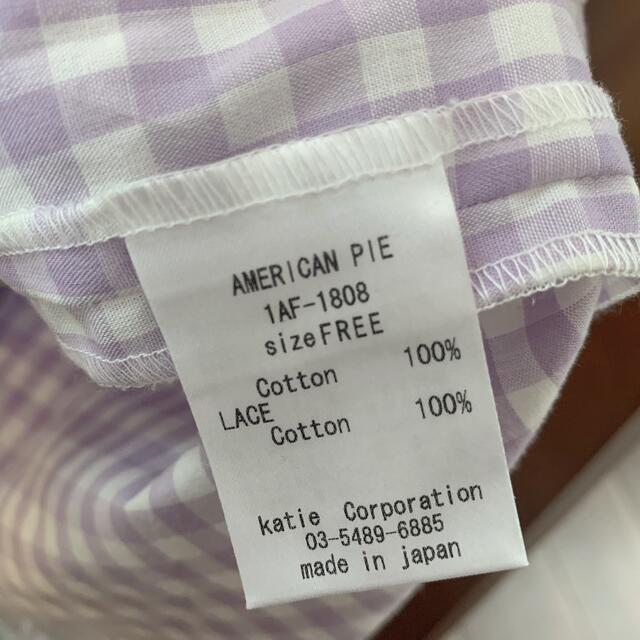 AMERICAN PIE
1AF-1808
sizeFREE
Cotton 100%
LACE
Cotton 100%
katie Corporation
03-5489-6885
made in japan